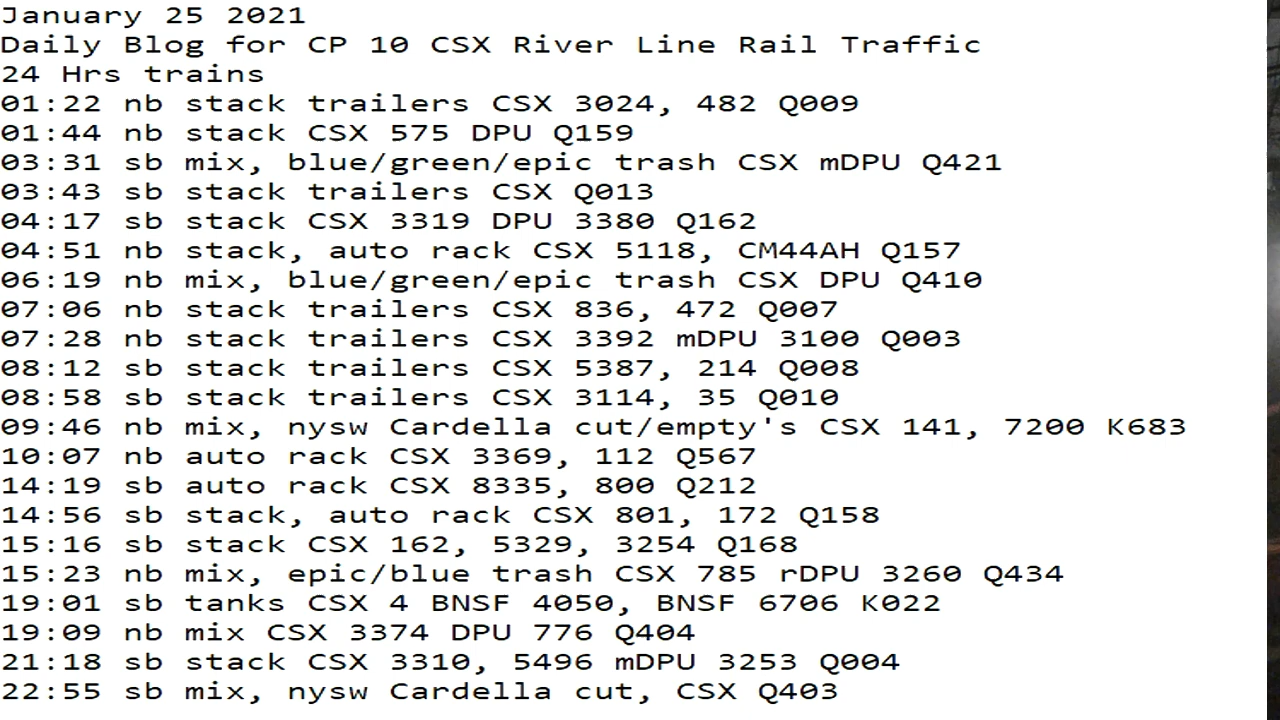 January 25 2021
Daily Blog for CP 10 CSX River Line Rail Traffic
24 Hrs trains
01:22 nb stack trailers CSX 3024, 482 Q009
01:44 nb stack CSX 575 DPU Q159
03:31 sb mix, blue/green/epic trash CSX mDPU Q421
03:43 sb stack trailers CSX Q013
04:17 sb stack CSX 3319 DPU 3380 Q162
04:51 nb stack, auto rack CSX 5118, CM44AH Q157
06:19 nb mix, blue/green/epic trash CSX DPU Q410
07:06 nb stack trailers CSX 836, 472 Q007
07:28 nb stack trailers CSX 3392 mDPU 3100 Q003
08:12 sb stack trailers CSX 5387, 214 Q008
08:58 sb stack trailers CSX 3114, 35 Q010
09:46 nb mix, nysw Cardella cut/empty's CSX 141, 7200 K683
10:07 nb auto rack CSX 3369, 112 Q567
14:19 sb auto rack CSX 8335, 800 Q212
14:56 sb stack, auto rack CSX 801, 172 Q158
15:16 sb stack CSX 162, 5329, 3254 Q168
15:23 nb mix, epic/blue trash CSX 785 rDPU 3260 Q434
19:01 sb tanks CSX 4 BNSF 4050, BNSF 6706 K022
19:09 nb mix CSX 3374 DPU 776 Q404
21:18 sb stack CSX 3310, 5496 mDPU 3253 Q004
22:55 sb mix, nysw Cardella cut, CSX Q403